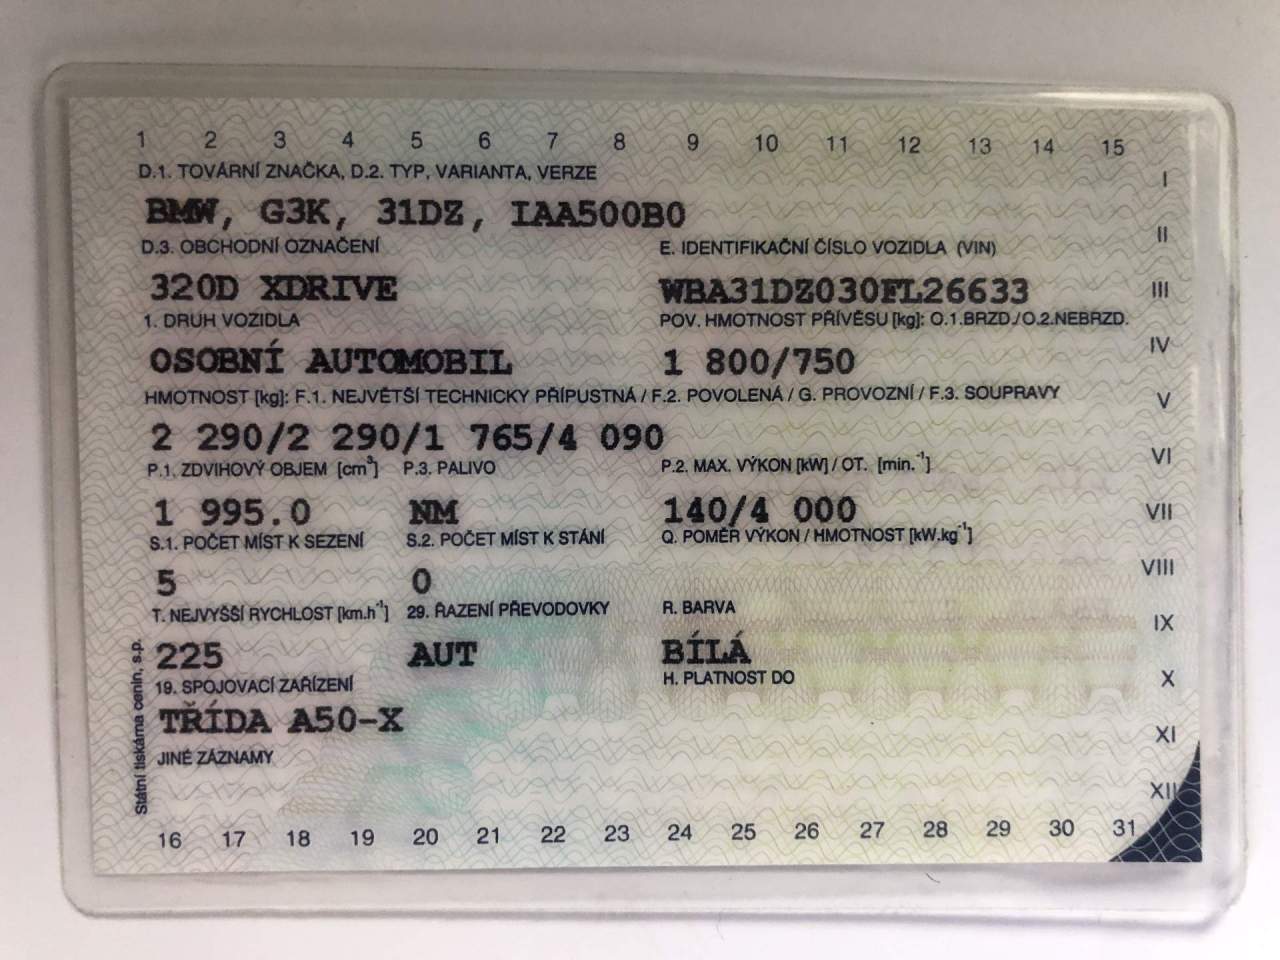 1 2 3 4 5 6 7 8 9 10 11 12 13 14 15
D.1. TOVÁRNÍ ZNAČKA, D.2. TYP, VARIANTA, VERZE
I
BMW, G3K, 31DZ, IAA500B0
II
D.3. OBCHODNÍ OZNAČENÍ E. IDENTIFIKAČNÍ ČÍSLO VOZIDLA (VIN)
320D XDRIVE WBA31DZ030FL26633
III
1. DRUH VOZIDLA POV. HMOTNOST PŘÍVĚSU [kg]: O.1.BRZD./O.2.NEBRZD.
IV
OSOBNÍ AUTOMOBIL 1 800/750
HMOTNOST [kg]: F.1. NEJVĚTŠÍ TECHNICKY PŘÍPUSTNÁ / F.2. POVOLENÁ / G. PROVOZNÍ / F.3. SOUPRAVY
V
2 290/2 290/1 765/4 090
VI
P.1. ZDVIHOVÝ OBJEM [cm³] P.3. PALIVO P.2. MAX. VÝKON [kW] / OT. [min.⁻¹]
1 995.0 NM 140/4 000
VII
S.1. POČET MÍST K SEZENÍ S.2. POČET MÍST K STÁNÍ Q. POMĚR VÝKON / HMOTNOST [kW.kg⁻¹]
VIII
5 0
T. NEJVYŠŠÍ RYCHLOST [km.h⁻¹] 29. ŘAZENÍ PŘEVODOVKY R. BARVA
IX
225 AUT BÍLÁ
X
19. SPOJOVACÍ ZAŘÍZENÍ H. PLATNOST DO
TŘÍDA A50-X
XI
JINÉ ZÁZNAMY
XII
Státní tiskárna cenin, s.p.
16 17 18 19 20 21 22 23 24 25 26 27 28 29 30 31